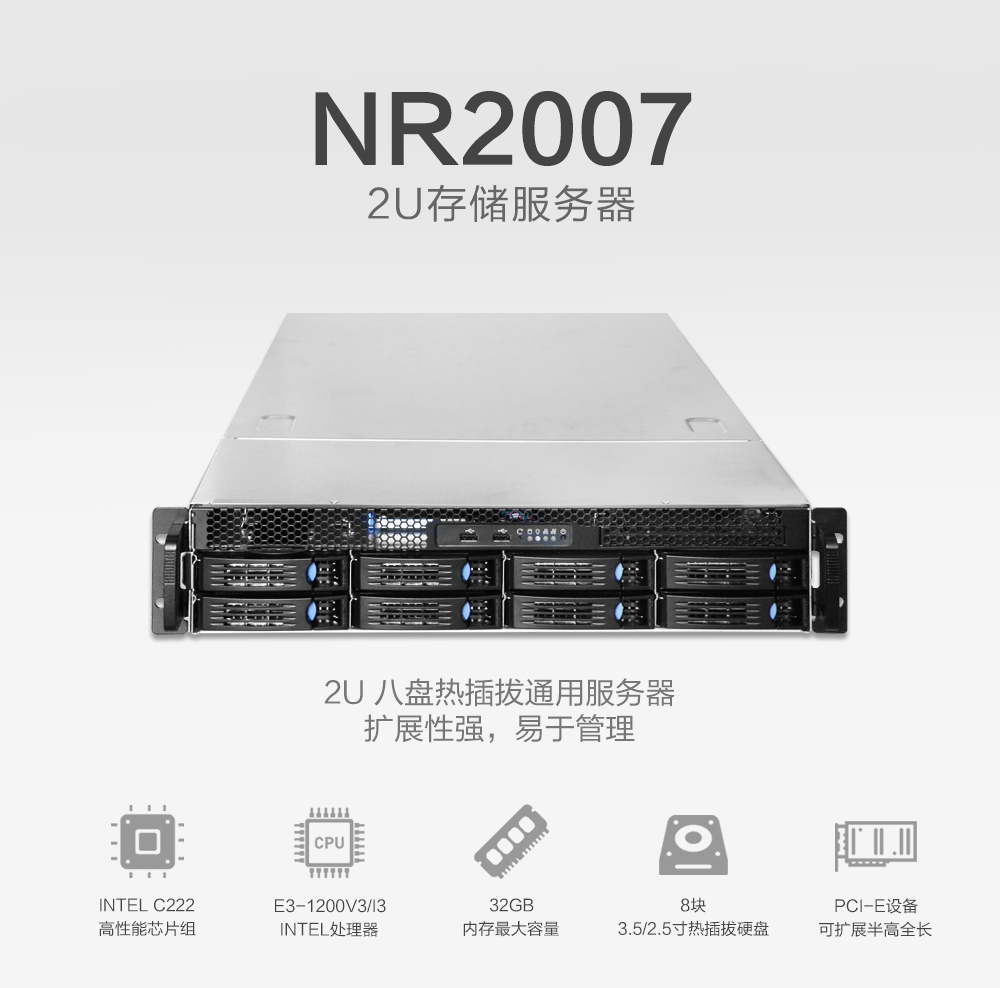 NR2007
2U存储服务器
2U 八盘热插拔通用服务器
扩展性强，易于管理
CPU
INTEL C222
高性能芯片组
E3-1200V3/I3
INTEL处理器
32GB
内存最大容量
8块
3.5/2.5寸热插拔硬盘
PCI-E设备
可扩展半高全长